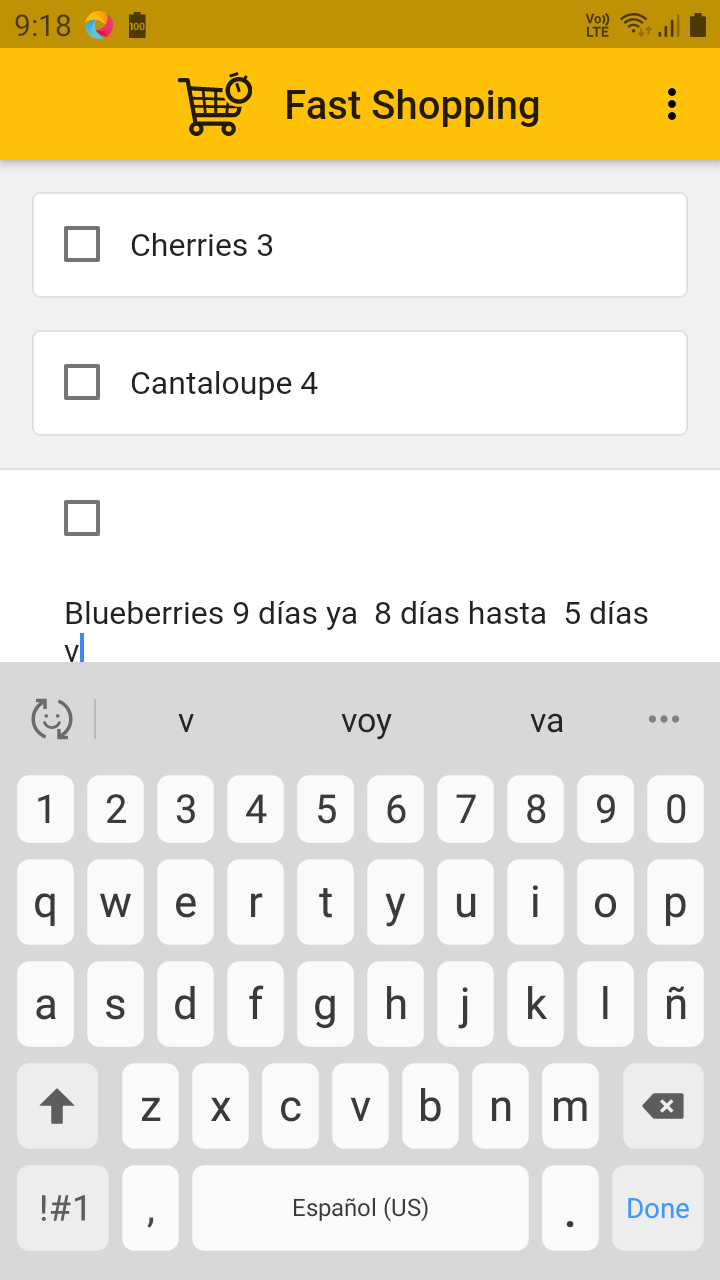 9:18
100
Vo)) LTE
Fast Shopping
Cherries 3
Cantaloupe 4
Blueberries 9 días ya  8 días hasta  5 días
v
v voy va
1 2 3 4 5 6 7 8 9 0
q w e r t y u i o p
a s d f g h j k l ñ
z x c v b n m
!#1 , Español (US) . Done